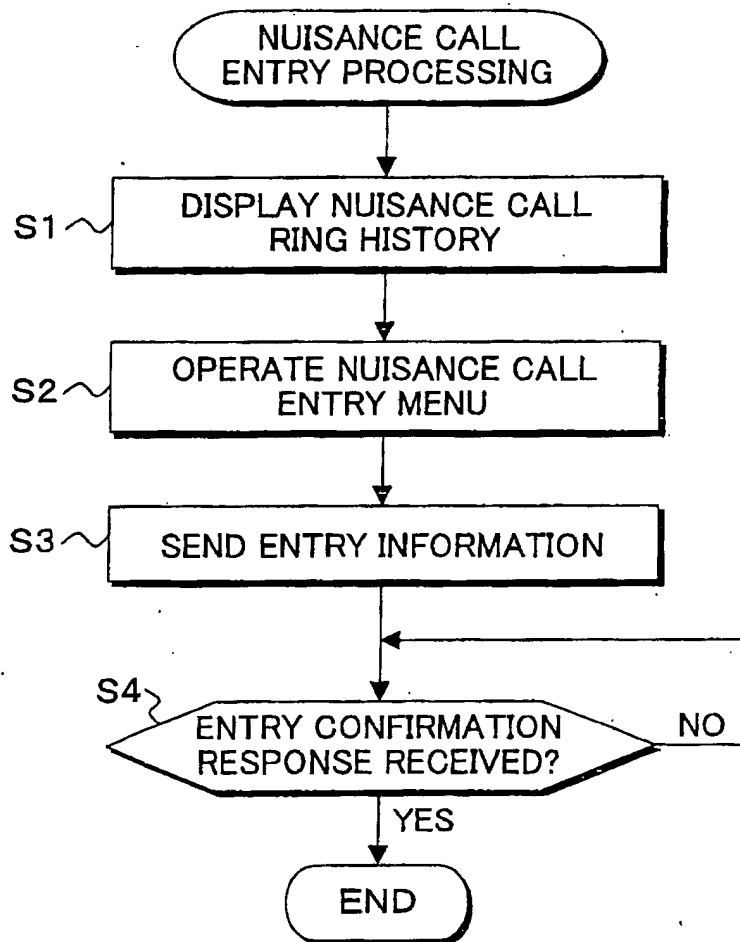 NUISANCE CALL
ENTRY PROCESSING
S1
DISPLAY NUISANCE CALL
RING HISTORY
S2
OPERATE NUISANCE CALL
ENTRY MENU
S3
SEND ENTRY INFORMATION
S4
ENTRY CONFIRMATION
RESPONSE RECEIVED?
NO
YES
END